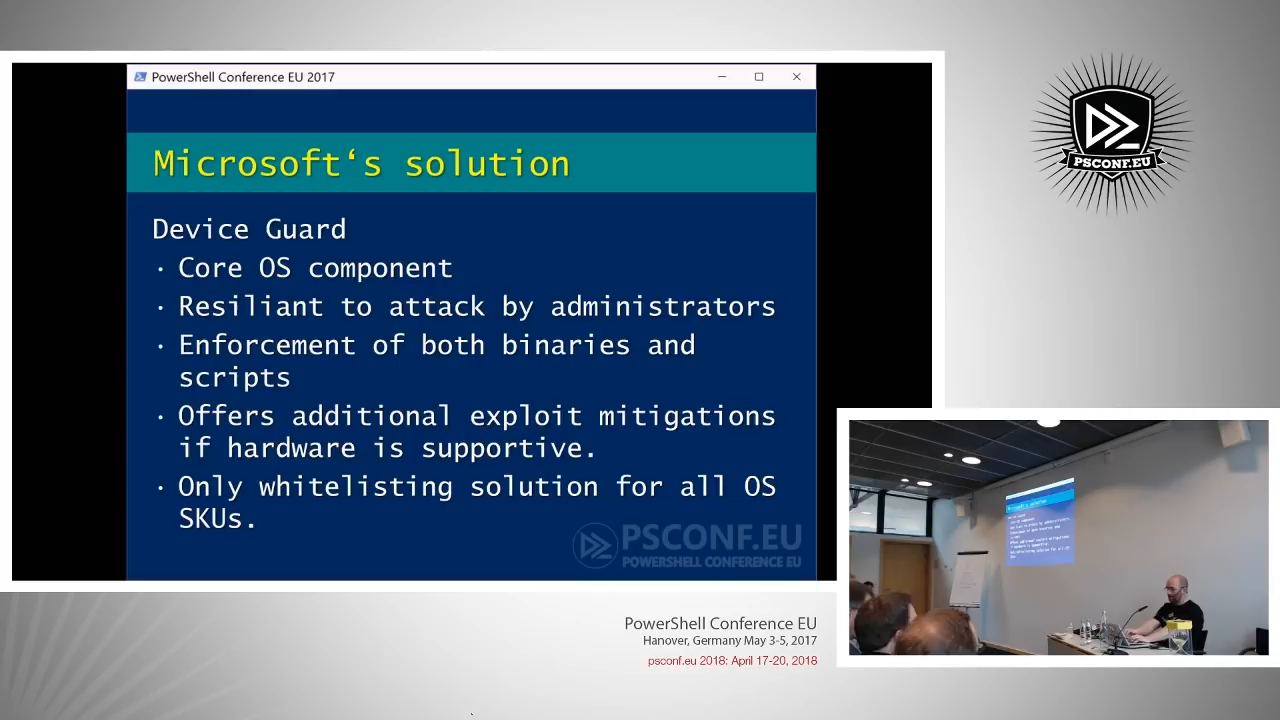 PowerShell Conference EU 2017
Microsoft‘s solution
Device Guard
· Core OS component
· Resiliant to attack by administrators
· Enforcement of both binaries and
scripts
· Offers additional exploit mitigations
if hardware is supportive.
· Only whitelisting solution for all OS
SKUs.
PSCONF.EU
POWERSHELL CONFERENCE EU
PSCONF.EU
PowerShell Conference EU
Hanover, Germany May 3-5, 2017
psconf.eu 2018: April 17-20, 2018